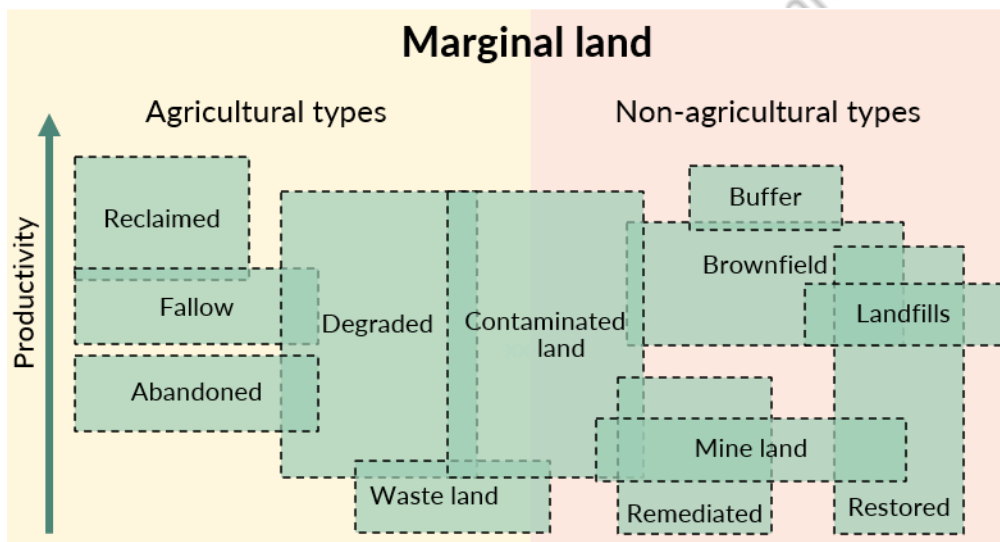 Marginal land
Agricultural types
Non-agricultural types
Productivity
Reclaimed
Buffer
Brownfield
Fallow
Landfills
Degraded
Contaminated
land
Abandoned
Mine land
Waste land
Remediated
Restored